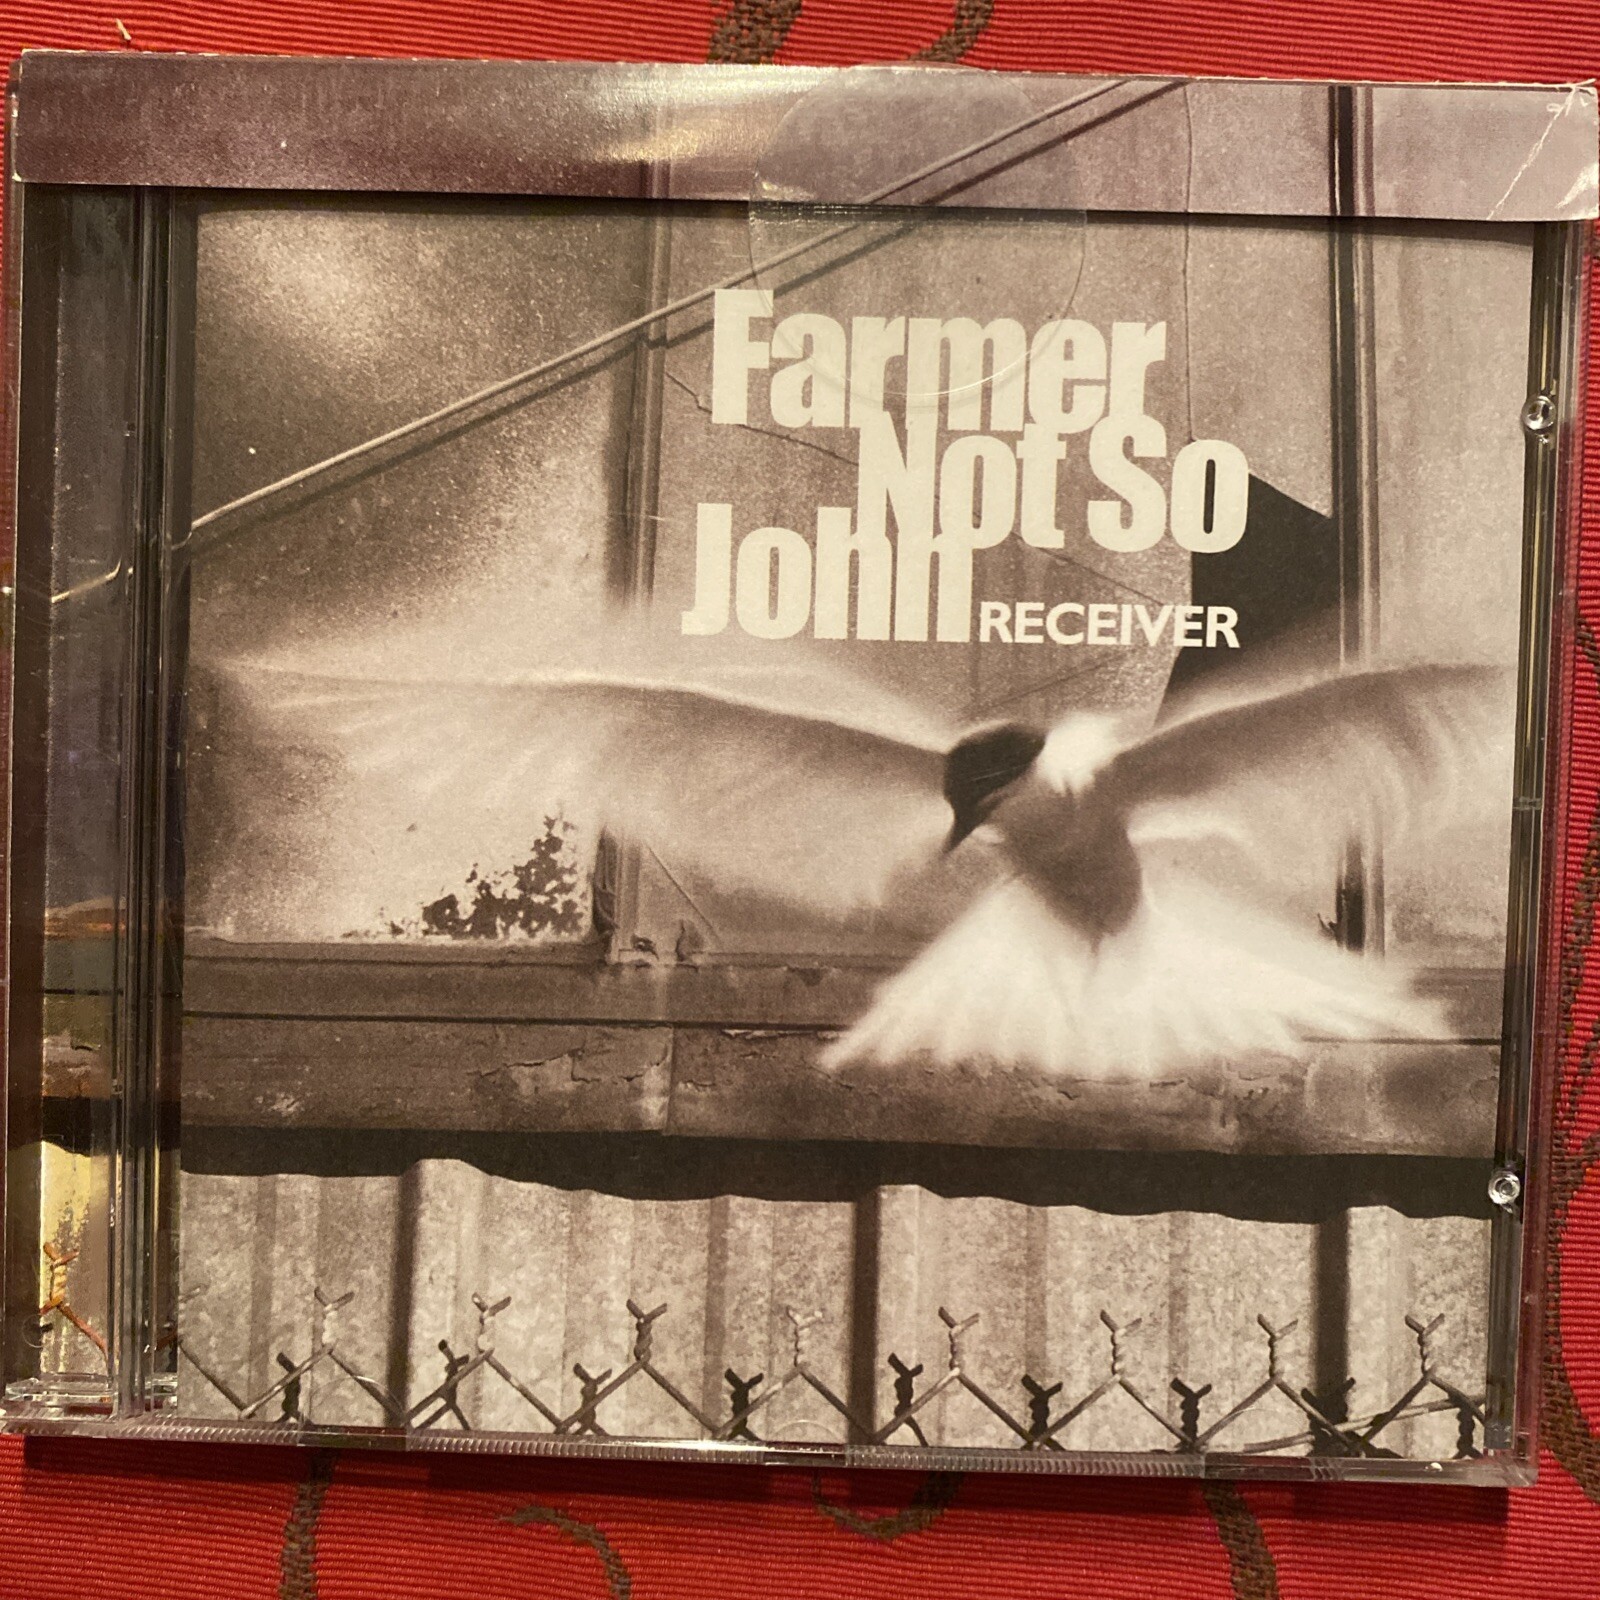 Farmer
Not So
John RECEIVER